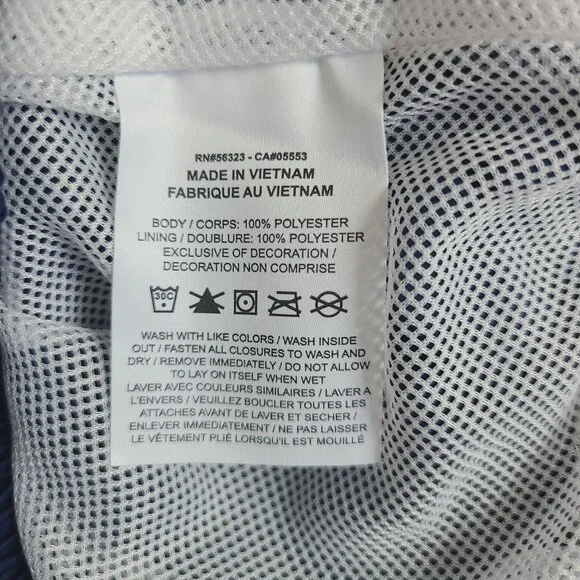 RN#56323 - CA#05553
MADE IN VIETNAM
FABRIQUE AU VIETNAM
BODY / CORPS: 100% POLYESTER
LINING / DOUBLURE: 100% POLYESTER
EXCLUSIVE OF DECORATION /
DECORATION NON COMPRISE
30C
WASH WITH LIKE COLORS / WASH INSIDE
OUT / FASTEN ALL CLOSURES TO WASH AND
DRY / REMOVE IMMEDIATELY / DO NOT ALLOW
TO LAY ON ITSELF WHEN WET
LAVER AVEC COULEURS SIMILAIRES / LAVER A
L'ENVERS / VEUILLEZ BOUCLER TOUTES LES
ATTACHES AVANT DE LAVER ET SECHER /
ENLEVER IMMEDIATEMENT / NE PAS LAISSER
LE VÊTEMENT PLIÉ LORSQU'IL EST MOUILLÉ